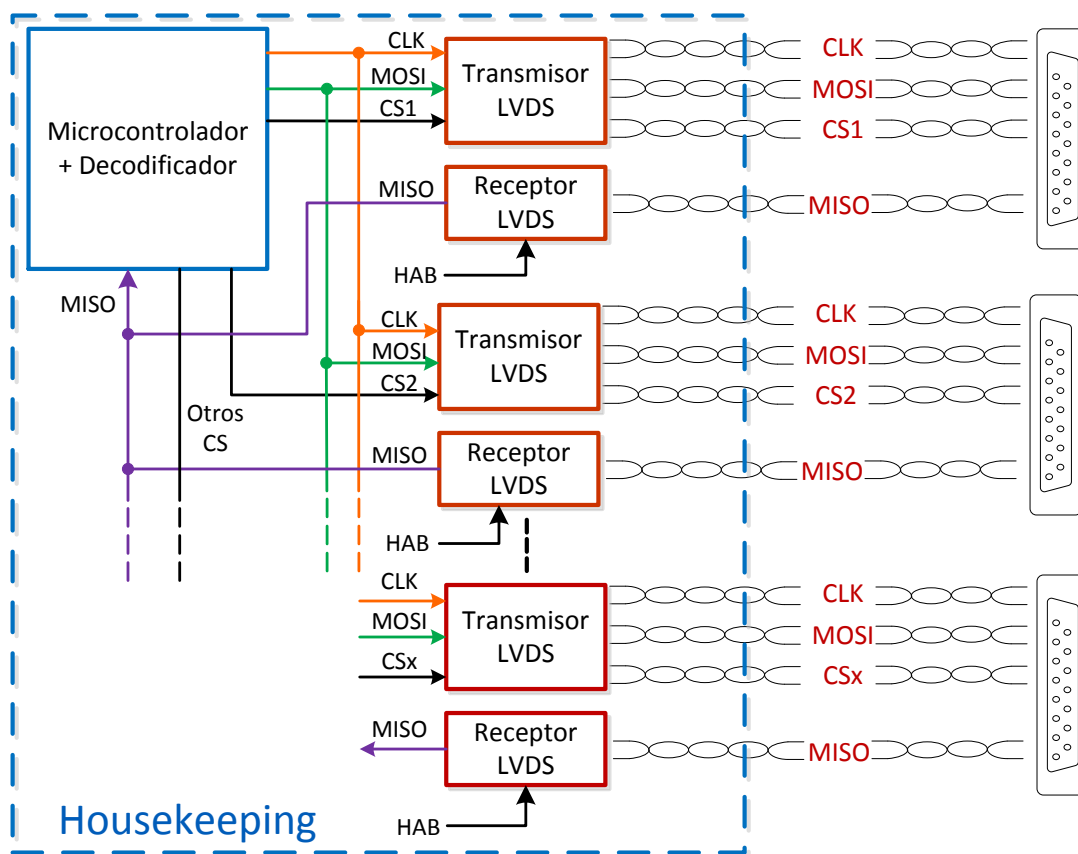 Microcontrolador
+ Decodificador
CLK
MOSI
CS1
Transmisor
LVDS
CLK
MOSI
CS1
MISO
Receptor
LVDS
MISO
HAB
MISO
Otros
CS
CLK
MOSI
CS2
Transmisor
LVDS
CLK
MOSI
CS2
MISO
Receptor
LVDS
MISO
HAB
CLK
MOSI
CSx
Transmisor
LVDS
CLK
MOSI
CSx
MISO
Receptor
LVDS
MISO
HAB
Housekeeping